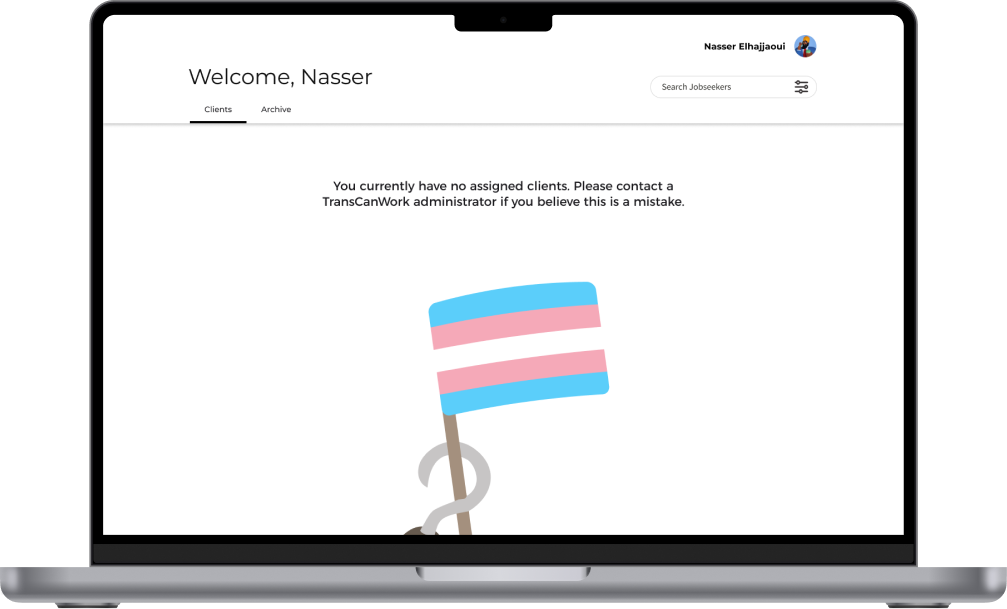 Nasser Elhajjaoui
Welcome, Nasser
Search Jobseekers
Clients
Archive
You currently have no assigned clients. Please contact a
TransCanWork administrator if you believe this is a mistake.